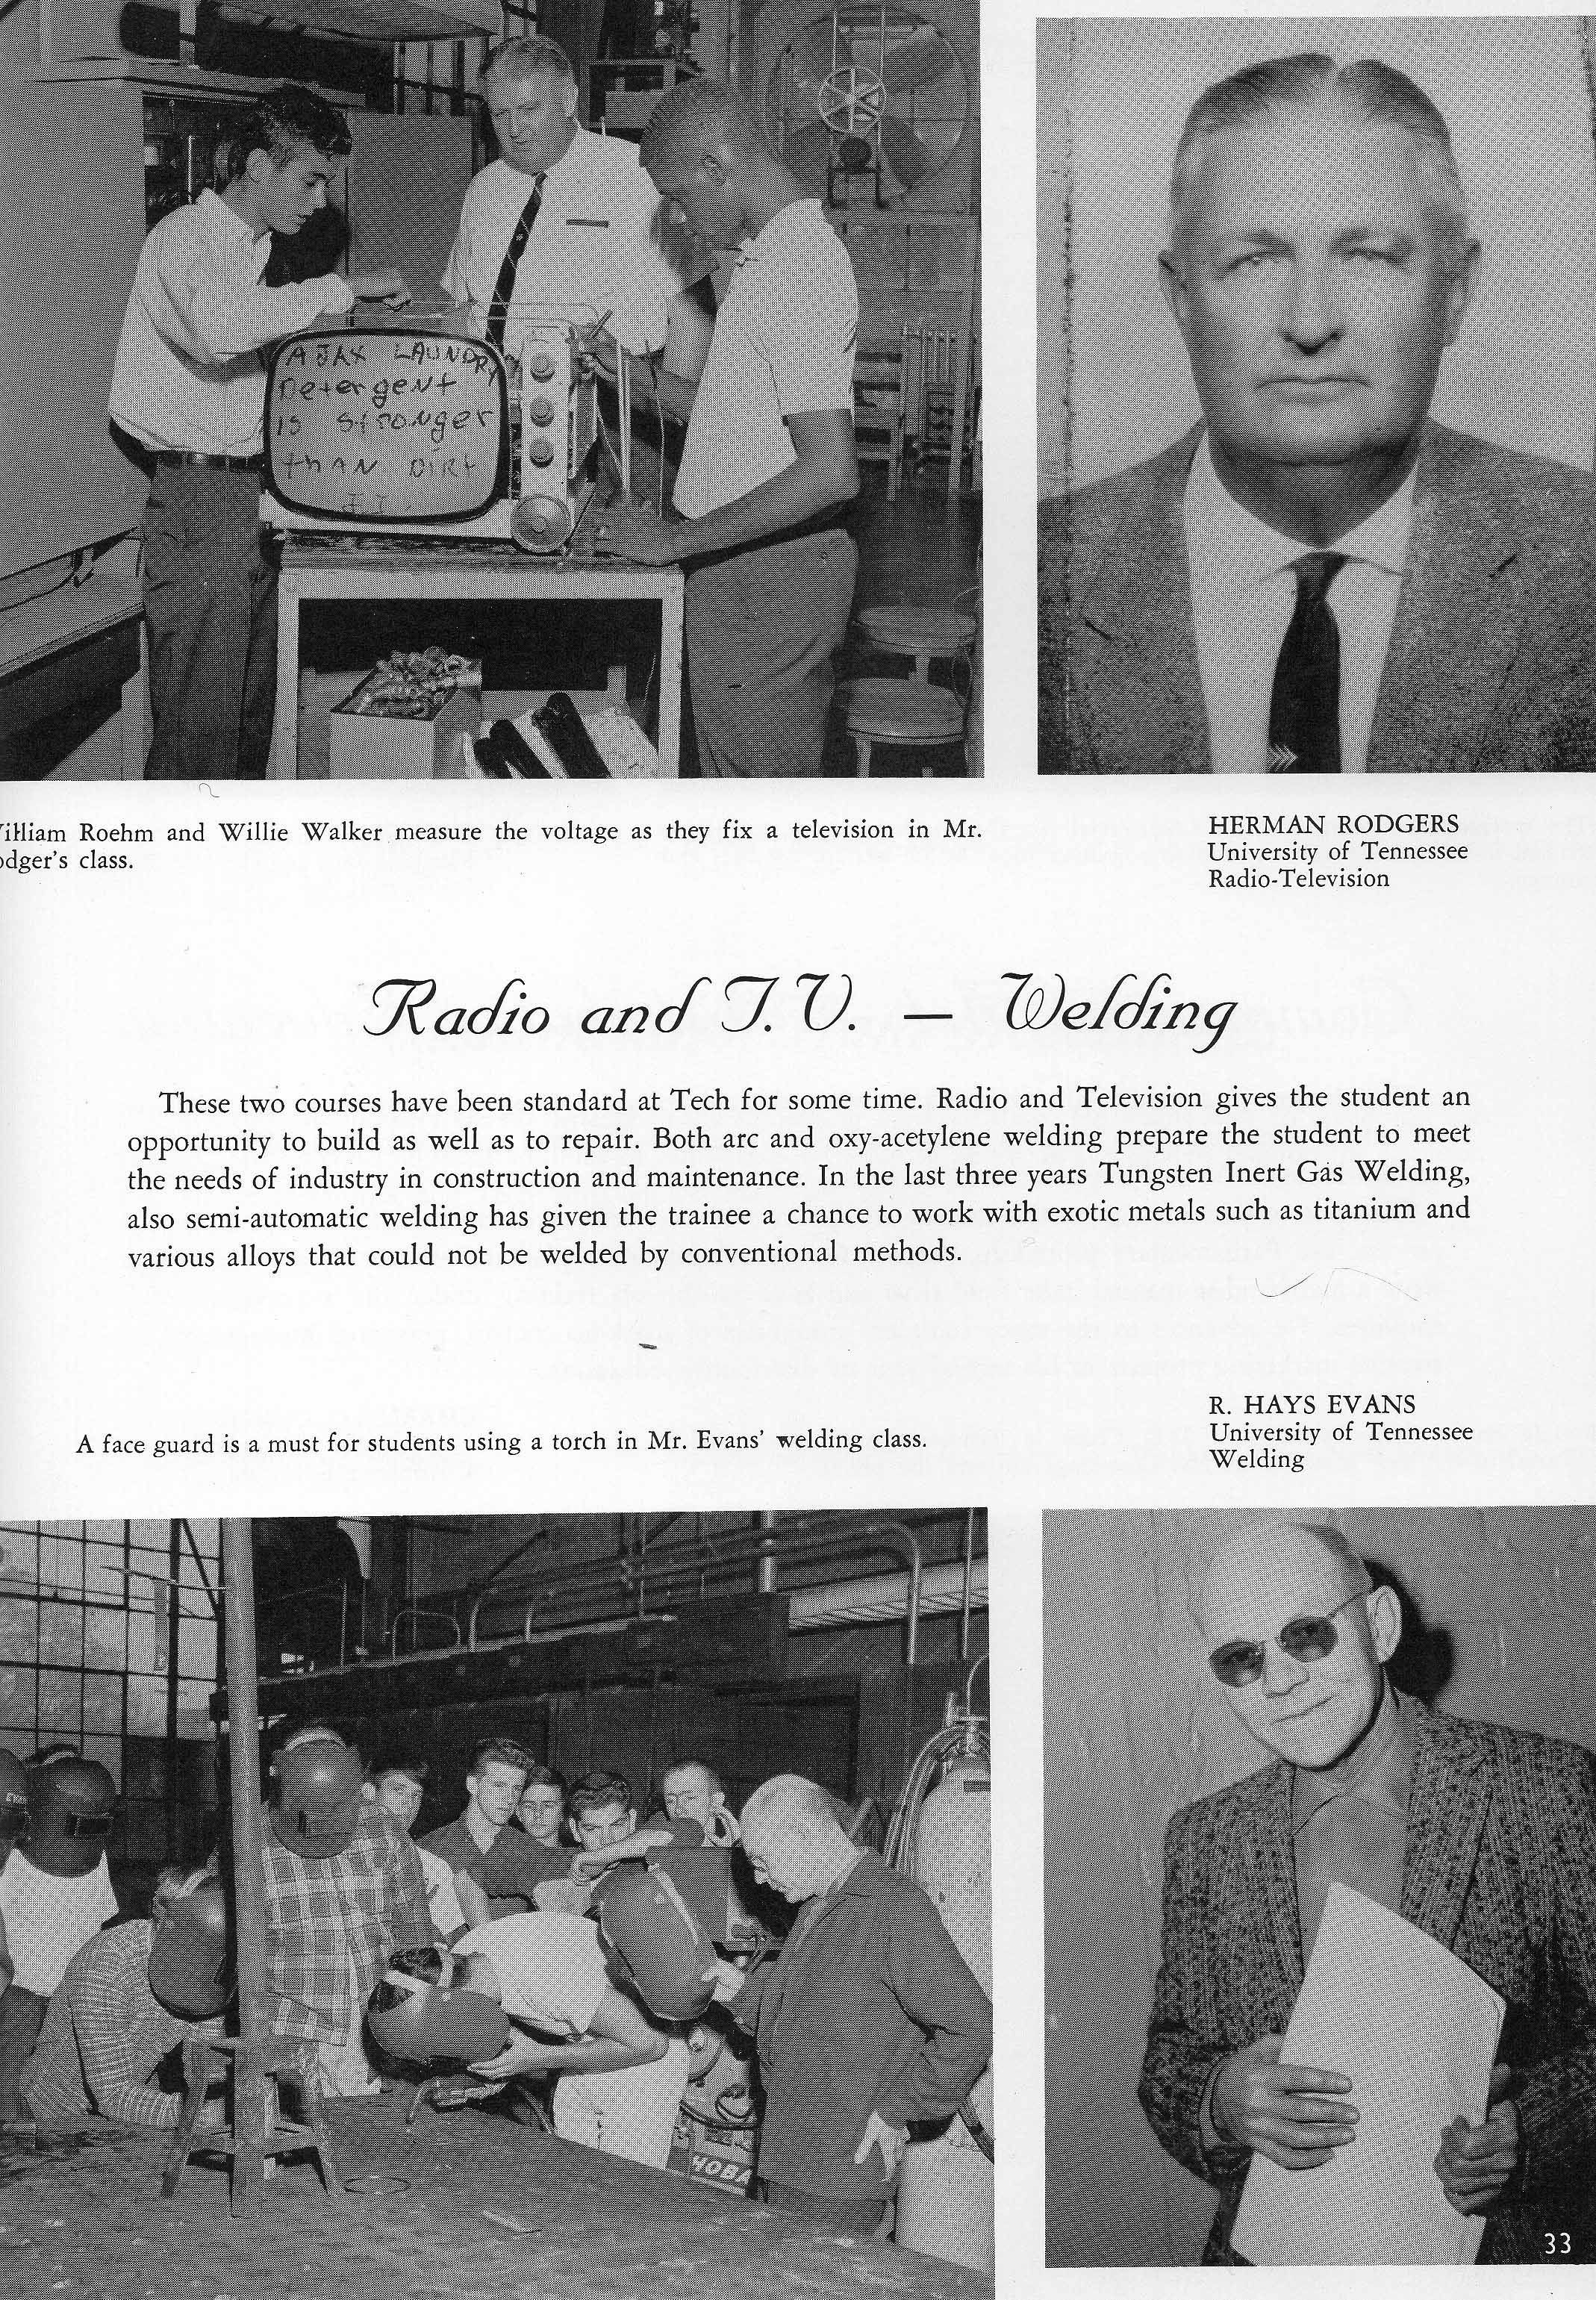 AJAX LAUNDRY
Detergent
is stronger
than Dirt
illiam Roehm and Willie Walker measure the voltage as they fix a television in Mr.
odger's class.
HERMAN RODGERS
University of Tennessee
Radio-Television
Radio and T.V. — Welding
These two courses have been standard at Tech for some time. Radio and Television gives the student an
opportunity to build as well as to repair. Both arc and oxy-acetylene welding prepare the student to meet
the needs of industry in construction and maintenance. In the last three years Tungsten Inert Gas Welding,
also semi-automatic welding has given the trainee a chance to work with exotic metals such as titanium and
various alloys that could not be welded by conventional methods.
A face guard is a must for students using a torch in Mr. Evans' welding class.
R. HAYS EVANS
University of Tennessee
Welding
EVAN
HOBA
33